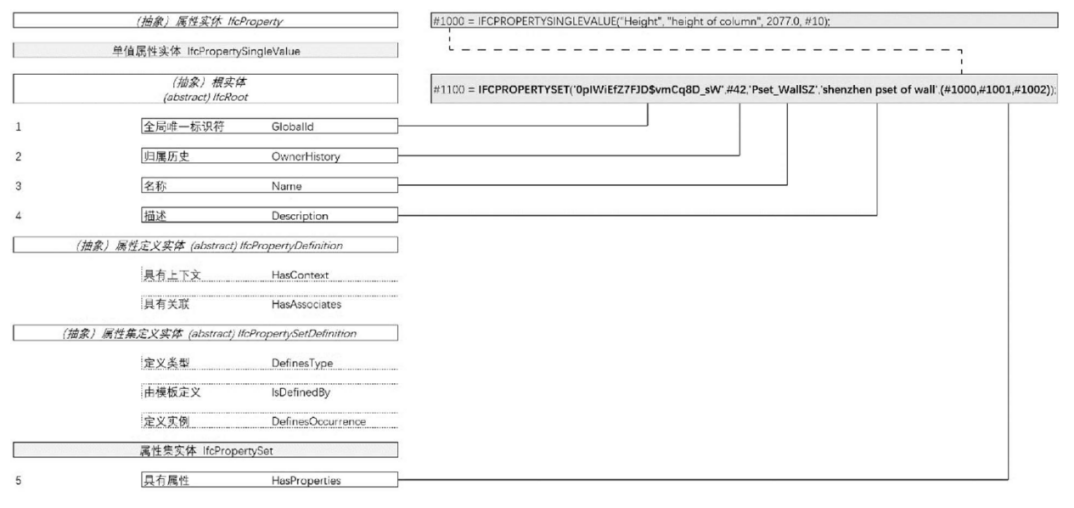 （抽象）属性实体 IfcProperty
#1000 = IFCPROPERTYSINGLEVALUE("Height", "height of column", 2077.0, #10);
单值属性实体 IfcPropertySingleValue
（抽象）根实体
(abstract) IfcRoot
#1100 = IFCPROPERTYSET('0pIWiEfZ7FJD$vmCq8D_sW',#42,'Pset_WallSZ','shenzhen pset of wall',(#1000,#1001,#1002));
1 全局唯一标识符 GlobalId
2 归属历史 OwnerHistory
3 名称 Name
4 描述 Description
（抽象）属性定义实体 (abstract) IfcPropertyDefinition
具有上下文 HasContext
具有关联 HasAssociates
（抽象）属性集定义实体 (abstract) IfcPropertySetDefinition
定义类型 DefinesType
由模板定义 IsDefinedBy
定义实例 DefinesOccurrence
属性集实体 IfcPropertySet
5 具有属性 HasProperties